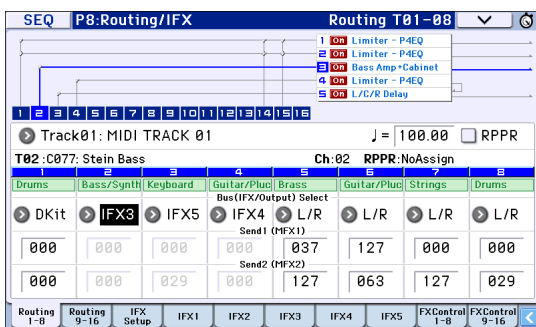 SEQ P8:Routing/IFX Routing T01-08
1 On Limiter - P4EQ
2 On Limiter - P4EQ
3 On Bass Amp+Cabinet
4 On Limiter - P4EQ
5 On L/C/R Delay
1 2 3 4 5 6 7 8 9 10 11 12 13 14 15 16
Track01: MIDI TRACK 01 ♩= 100.00 RPPR
T02 :C077: Stein Bass Ch:02 RPPR:NoAssign
1 2 3 4 5 6 7 8
Drums Bass/Synth Keyboard Guitar/Pluc Brass Guitar/Pluc Strings Drums
Bus(IFX/Output) Select
DKit IFX3 IFX5 IFX4 L/R L/R L/R L/R
Send1 (MFX1)
000 000 000 000 037 127 000 000
Send2 (MFX2)
000 000 029 000 127 063 127 029
Routing 1-8 Routing 9-16 IFX Setup IFX1 IFX2 IFX3 IFX4 IFX5 FXControl 1-8 FXControl 9-16